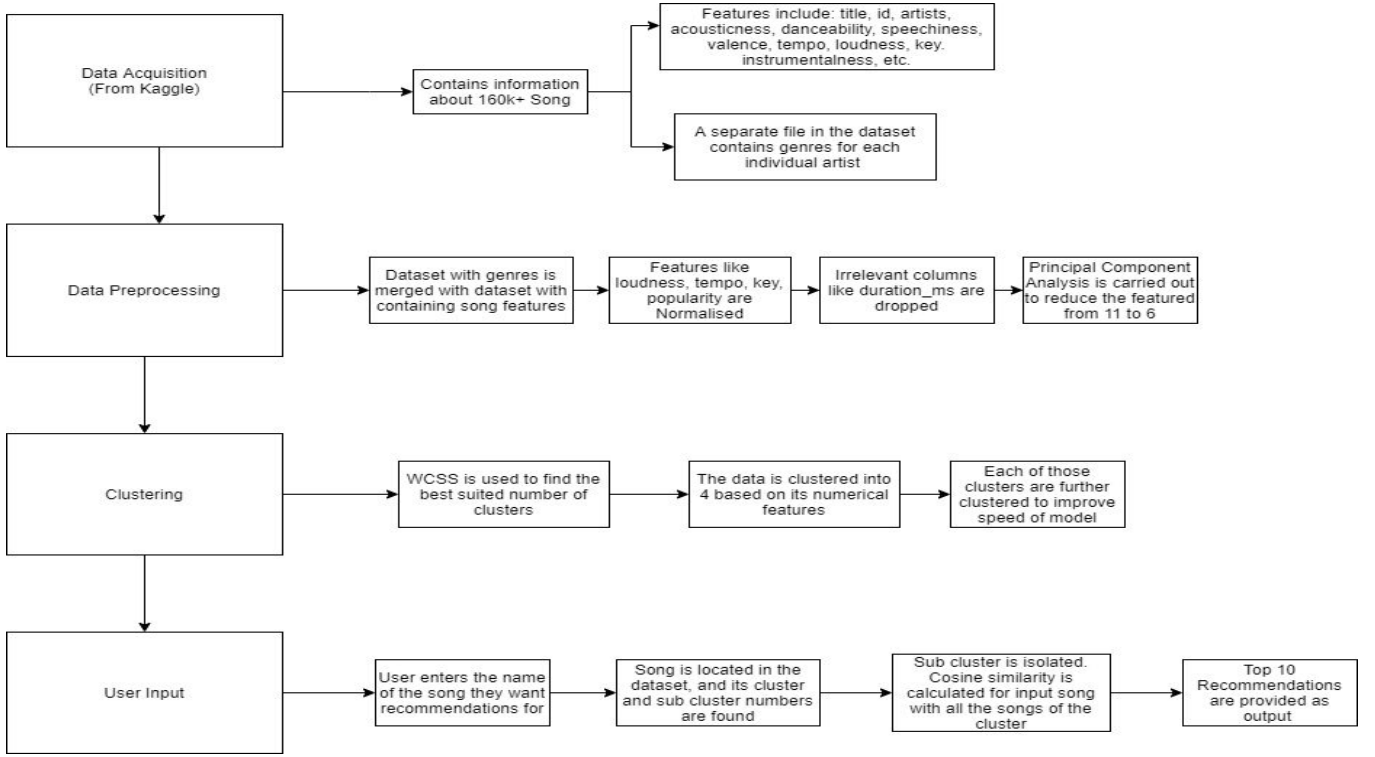 Data Acquisition
(From Kaggle)
Contains information
about 160k+ Song
Features include: title, id, artists,
acousticness, danceability, speechiness,
valence, tempo, loudness, key.
instrumentalness, etc.
A separate file in the dataset
contains genres for each
individual artist
Data Preprocessing
Dataset with genres is
merged with dataset with
containing song features
Features like
loudness, tempo, key,
popularity are
Normalised
Irrelevant columns
like duration_ms are
dropped
Principal Component
Analysis is carried out
to reduce the featured
from 11 to 6
Clustering
WCSS is used to find the
best suited number of
clusters
The data is clustered into
4 based on its numerical
features
Each of those
clusters are further
clustered to improve
speed of model
User Input
User enters the name
of the song they want
recommendations for
Song is located in the
dataset, and its cluster
and sub cluster numbers
are found
Sub cluster is isolated.
Cosine similarity is
calculated for input song
with all the songs of the
cluster
Top 10
Recommendations
are provided as
output